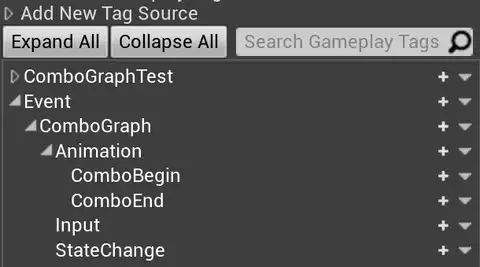 Add New Tag Source
Expand All Collapse All Search Gameplay Tags
ComboGraphTest
Event
ComboGraph
Animation
ComboBegin
ComboEnd
Input
StateChange